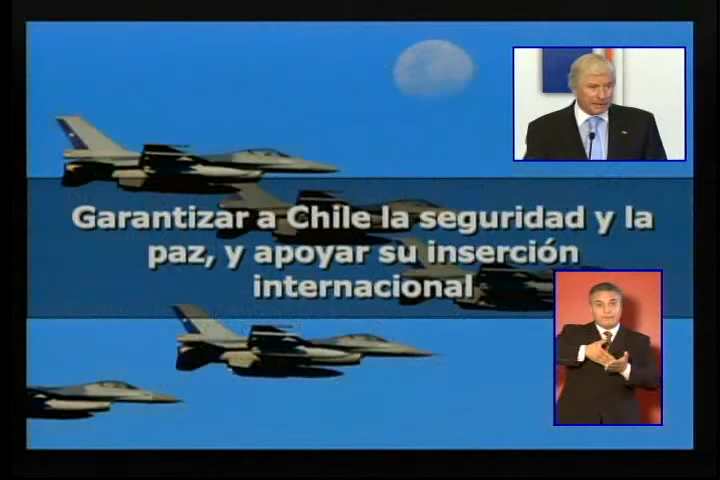 Garantizar a Chile la seguridad y la
paz, y apoyar su inserción
internacional